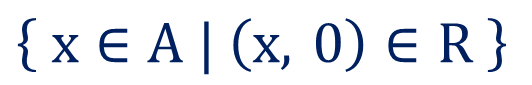 { x ∈ A | (x, 0) ∈ R }